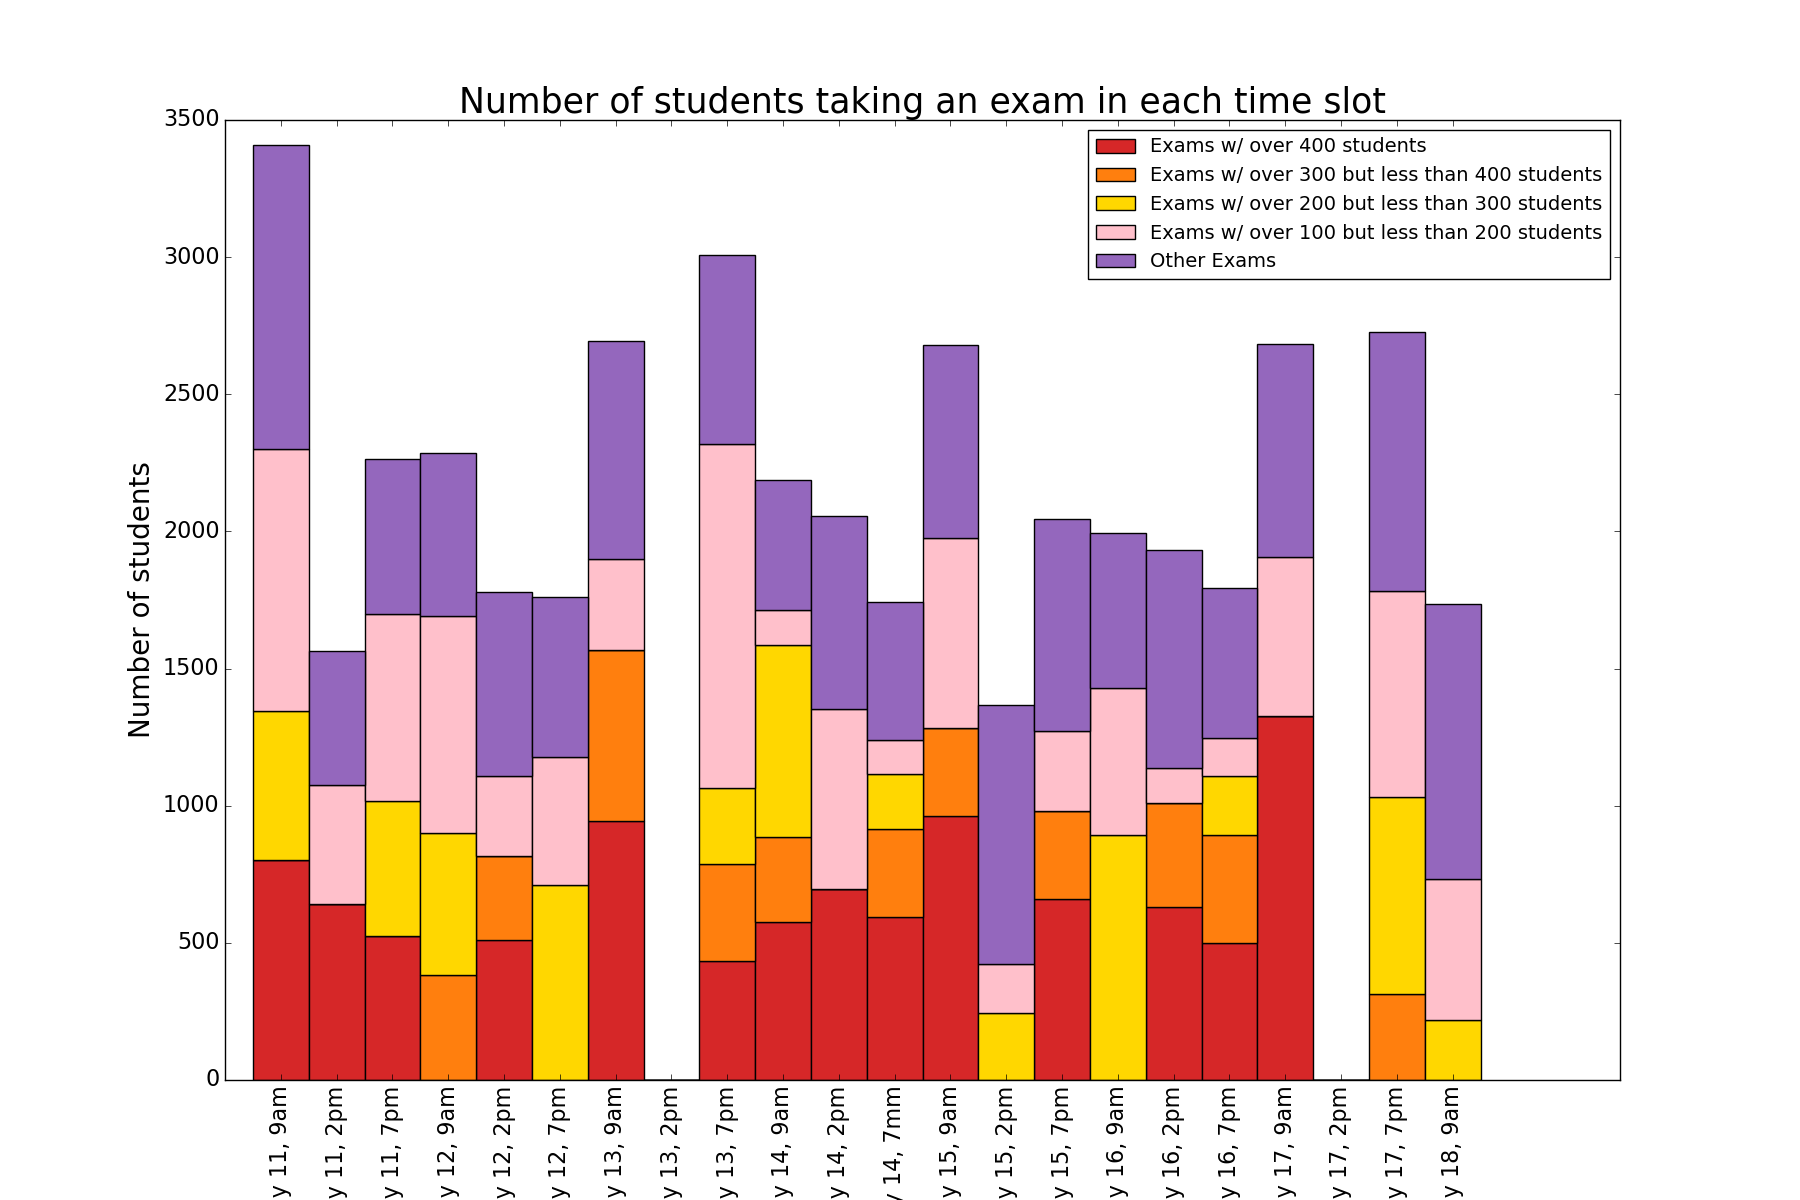 Number of students taking an exam in each time slot
Exams w/ over 400 students
Exams w/ over 300 but less than 400 students
Exams w/ over 200 but less than 300 students
Exams w/ over 100 but less than 200 students
Other Exams
Number of students
3500
3000
2500
2000
1500
1000
500
0
y 11, 9am
y 11, 2pm
y 11, 7pm
y 12, 9am
y 12, 2pm
y 12, 7pm
y 13, 9am
y 13, 2pm
y 13, 7pm
y 14, 9am
y 14, 2pm
y 14, 7mm
y 15, 9am
y 15, 2pm
y 15, 7pm
y 16, 9am
y 16, 2pm
y 16, 7pm
y 17, 9am
y 17, 2pm
y 17, 7pm
y 18, 9am